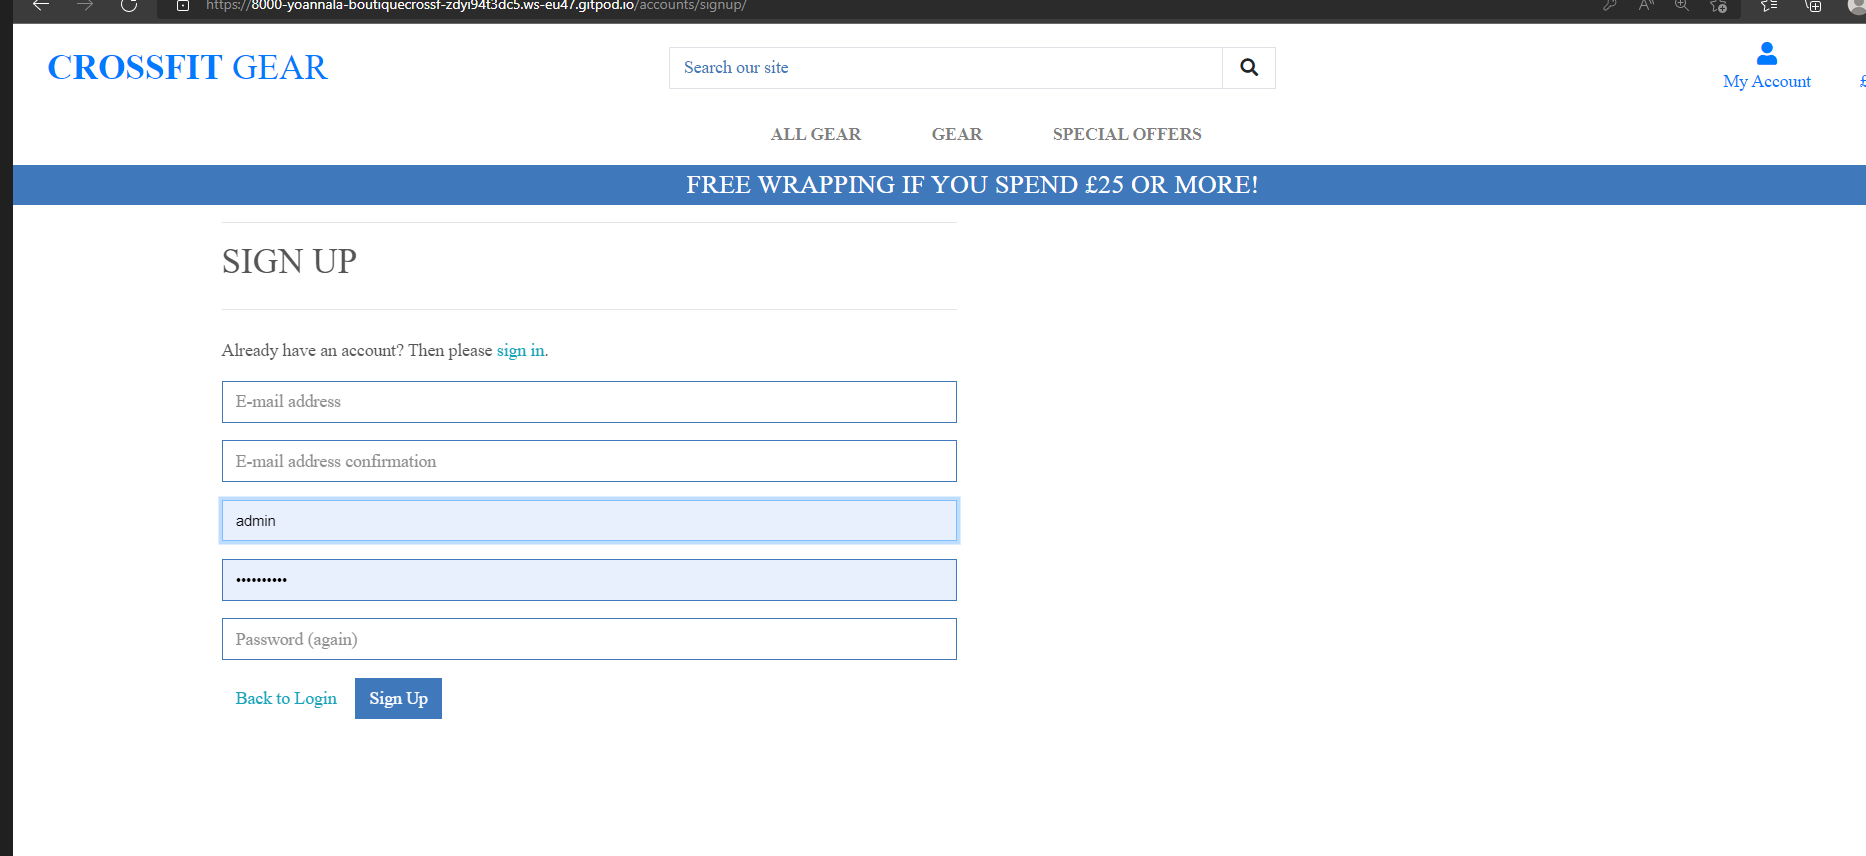 https://8000-yoannala-boutiquecrossf-zdyi94t3dc5.ws-eu47.gitpod.io/accounts/signup/
CROSSFIT GEAR
Search our site
My Account
£
ALL GEAR GEAR SPECIAL OFFERS
FREE WRAPPING IF YOU SPEND £25 OR MORE!
SIGN UP
Already have an account? Then please sign in.
E-mail address
E-mail address confirmation
admin
••••••••••
Password (again)
Back to Login Sign Up